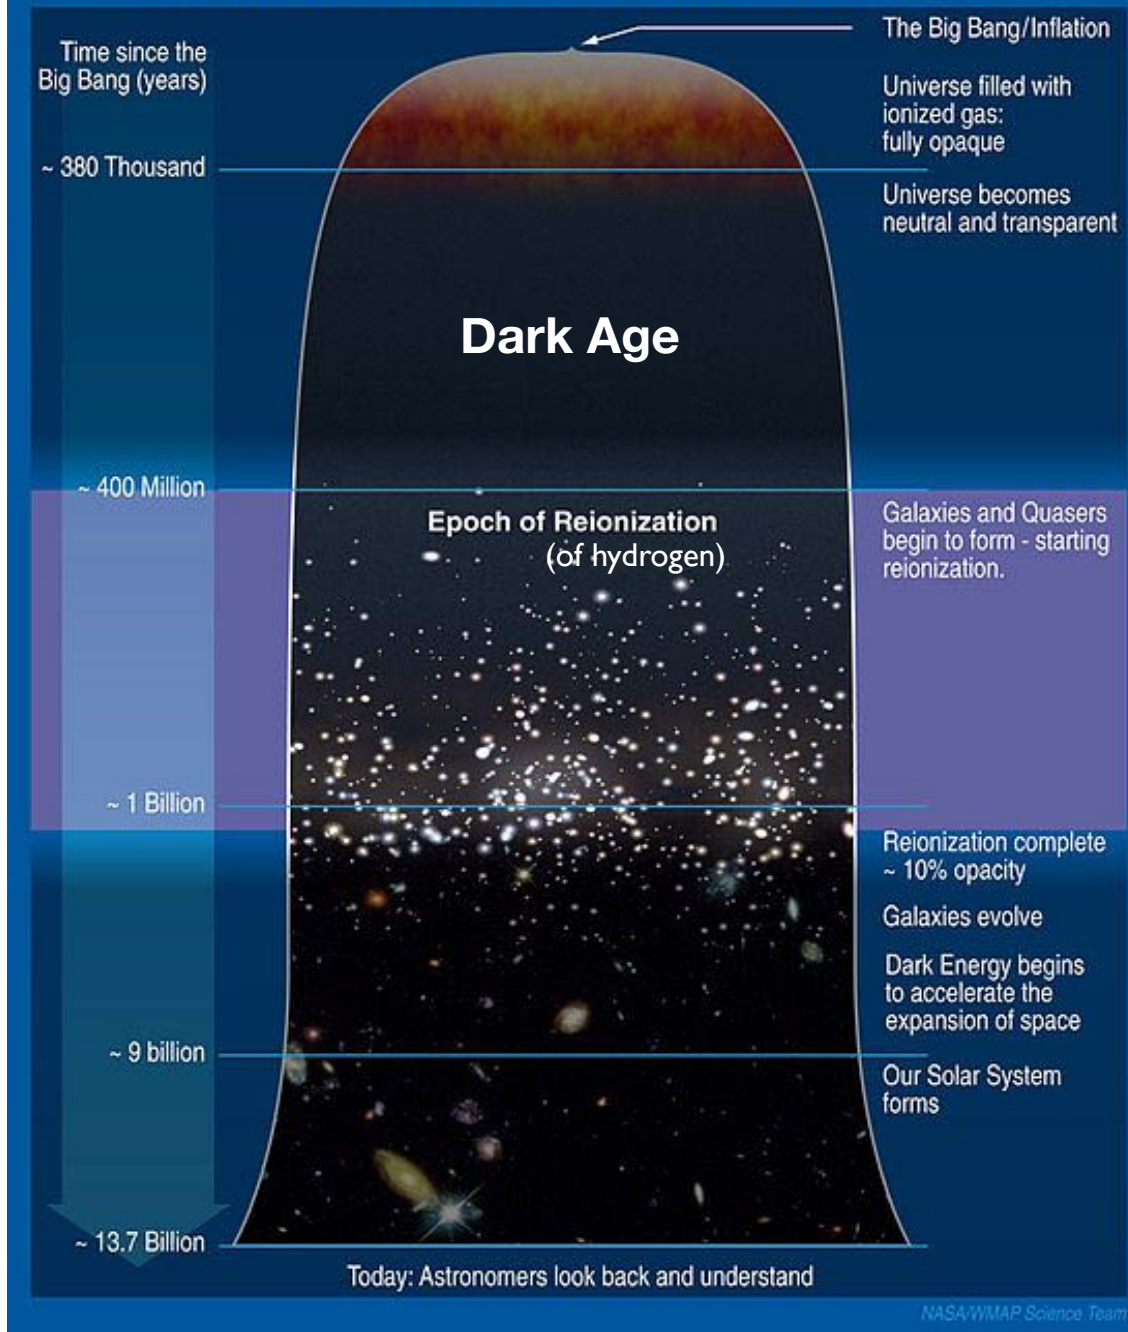 The Big Bang/Inflation
Time since the
Big Bang (years)
Universe filled with
ionized gas:
fully opaque
~ 380 Thousand
Universe becomes
neutral and transparent
Dark Age
~ 400 Million
Epoch of Reionization
(of hydrogen)
Galaxies and Quasers
begin to form - starting
reionization.
~ 1 Billion
Reionization complete
~ 10% opacity
Galaxies evolve
Dark Energy begins
to accelerate the
expansion of space
~ 9 billion
Our Solar System
forms
~ 13.7 Billion
Today: Astronomers look back and understand
NASA/WMAP Science Team